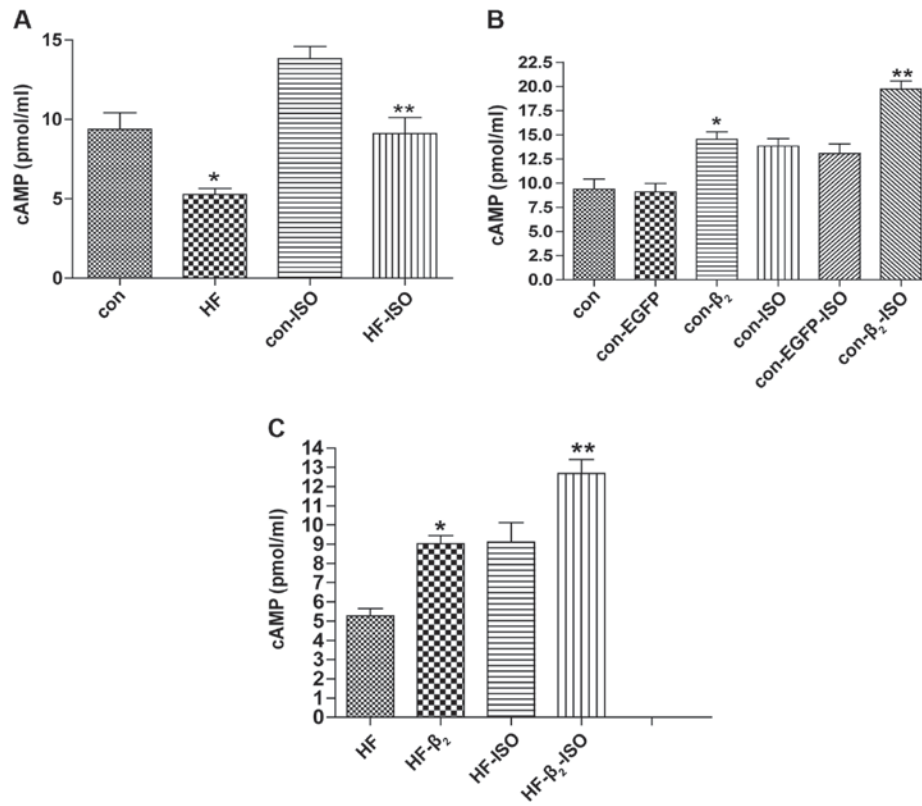 A
cAMP (pmol/ml)
15
10
5
0
*
**
con
HF
con-ISO
HF-ISO
B
cAMP (pmol/ml)
22.5
20.0
17.5
15.0
12.5
10.0
7.5
5.0
2.5
0.0
*
**
con
con-EGFP
con-β₂
con-ISO
con-EGFP-ISO
con-β₂-ISO
C
cAMP (pmol/ml)
14
13
12
11
10
9
8
7
6
5
4
3
2
1
0
*
**
HF
HF-β₂
HF-ISO
HF-β₂-ISO